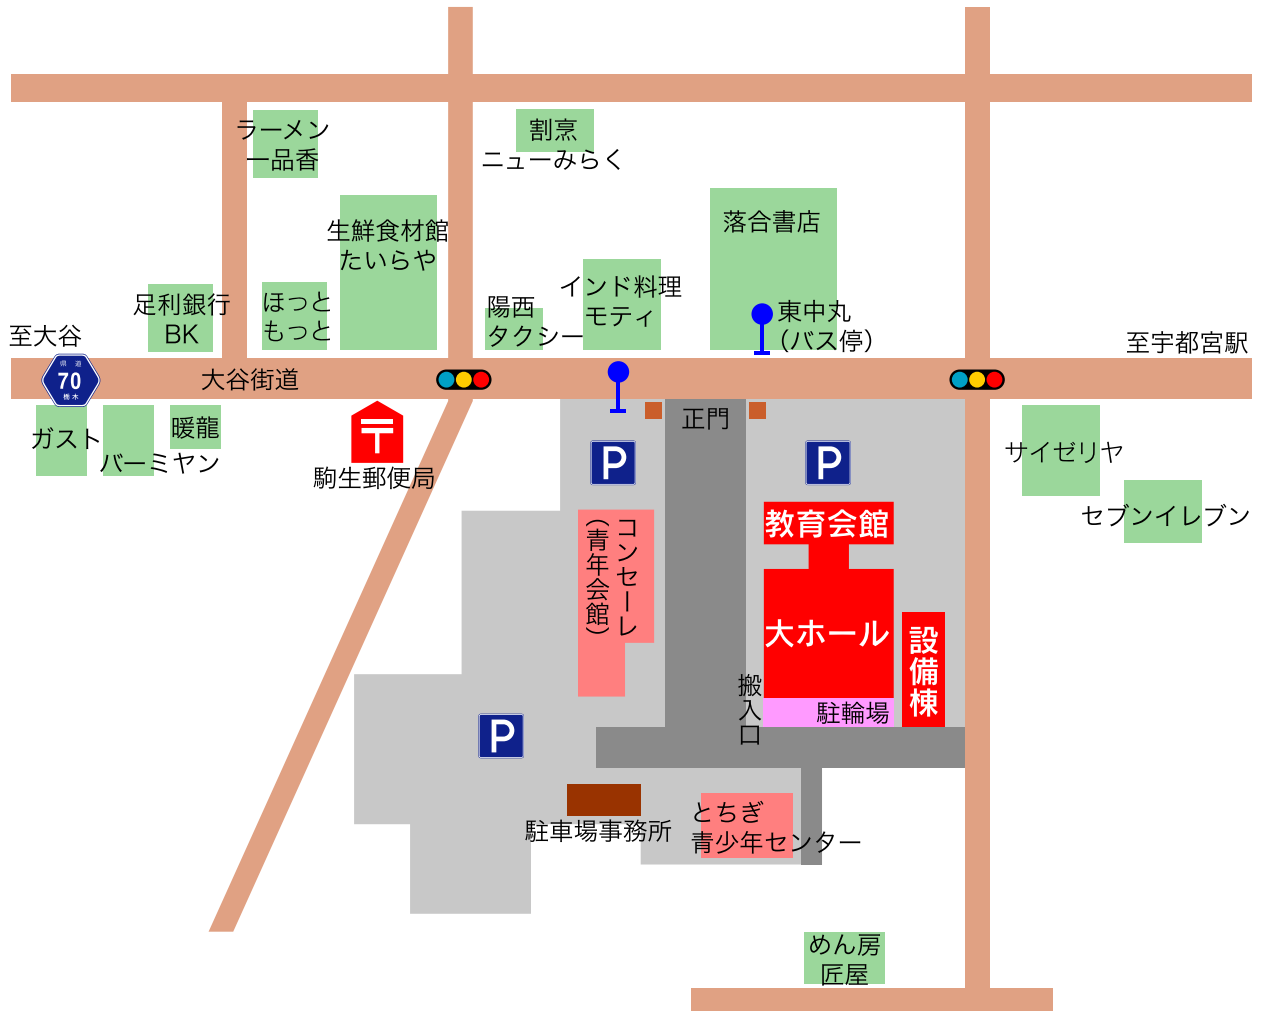 ラーメン
一品香
割烹
ニューみらく
生鮮食材館
たいらや
落合書店
インド料理
モティ
足利銀行
BK
ほっと
もっと
陽西
タクシー
東中丸
(バス停)
至大谷
至宇都宮駅
県道
70
栃木
大谷街道
ガスト
バーミヤン
暖龍
駒生郵便局
正門
P
P
サイゼリヤ
セブンイレブン
教育会館
コンセーレ
(青年会館)
大ホール
設備棟
搬入口
駐輪場
P
駐車場事務所
とちぎ
青少年センター
めん房
匠屋